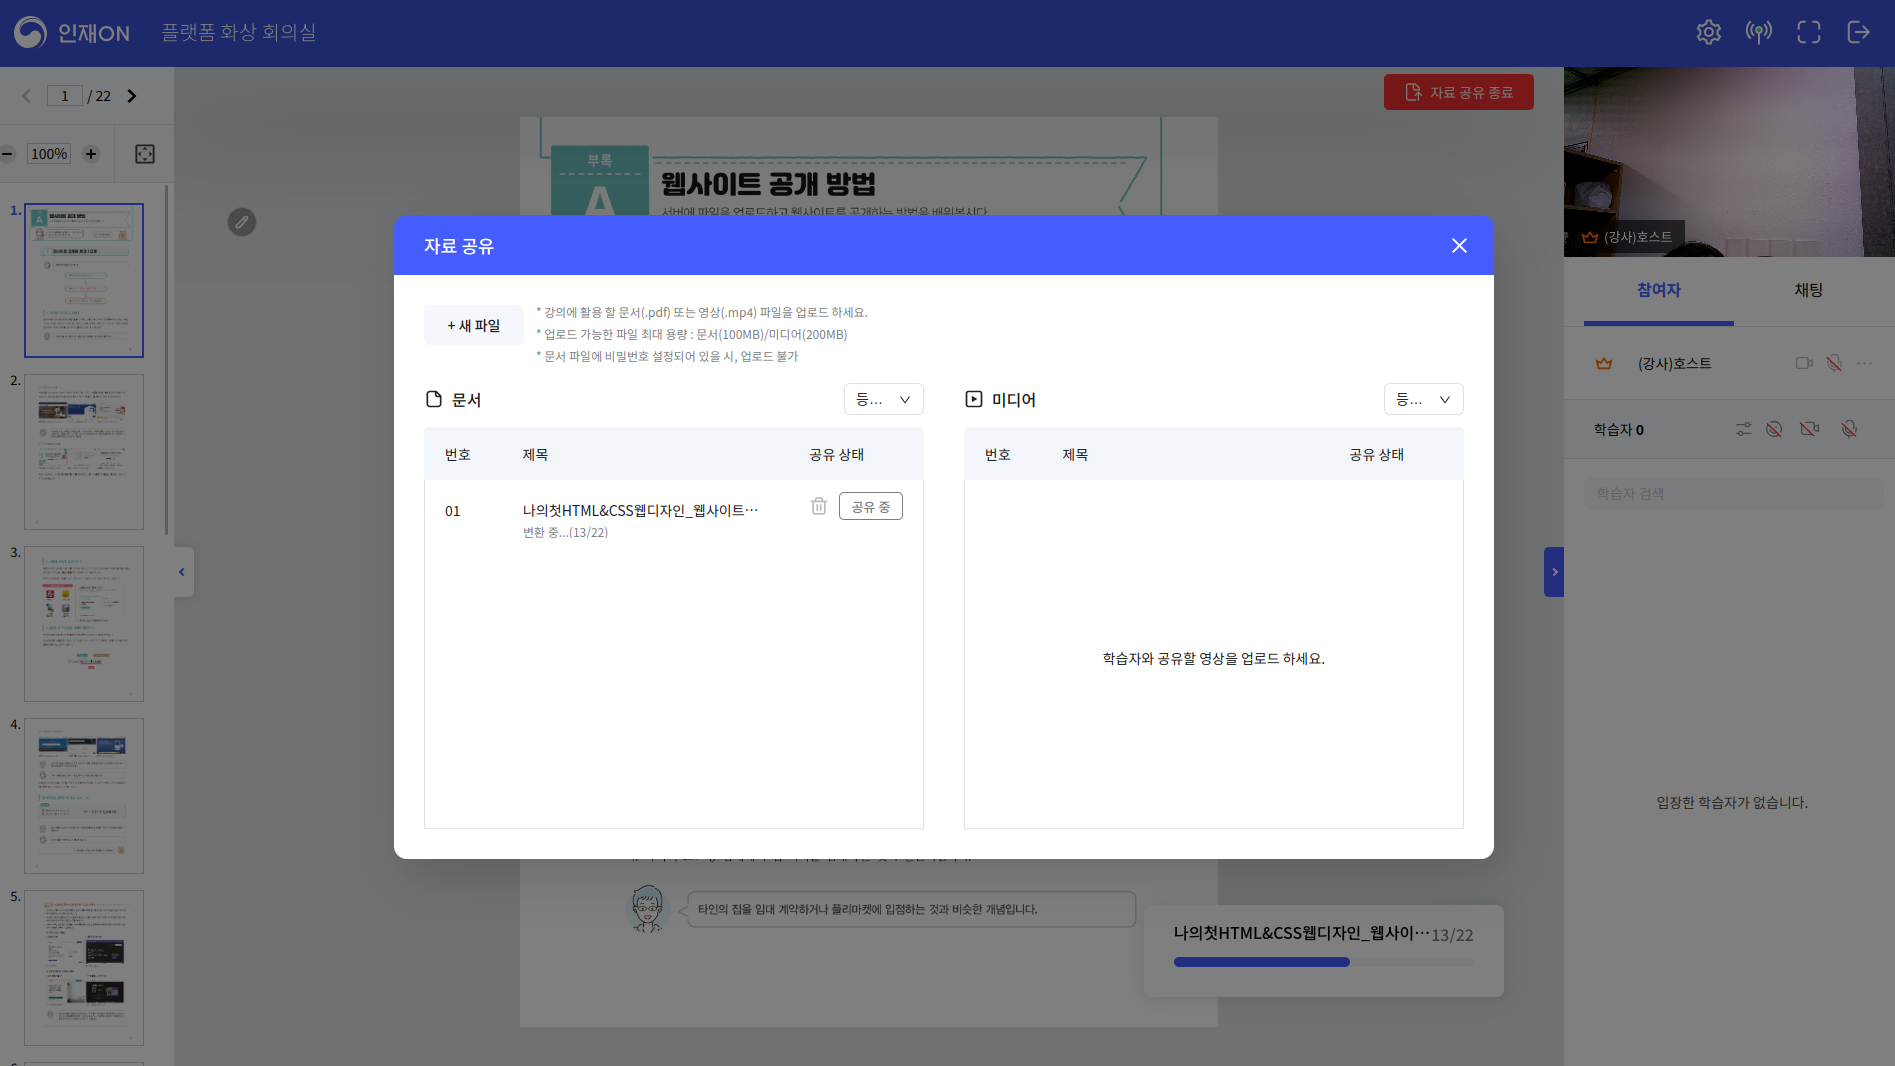 인재ON 플랫폼 화상 회의실
1 / 22
100%
자료 공유 종료
부록
A
웹사이트 공개 방법
서버에 파일을 업로드하고 웹사이트를 공개하는 방법을 배워봅시다
1.
2.
3.
4.
5.
자료 공유
+ 새 파일
* 강의에 활용 할 문서(.pdf) 또는 영상(.mp4) 파일을 업로드 하세요.
* 업로드 가능한 파일 최대 용량 : 문서(100MB)/미디어(200MB)
* 문서 파일에 비밀번호 설정되어 있을 시, 업로드 불가
문서
등...
번호 제목 공유 상태
01 나의첫HTML&CSS웹디자인_웹사이트… 공유 중
변환 중...(13/22)
미디어
등...
번호 제목 공유 상태
학습자와 공유할 영상을 업로드 하세요.
타인의 집을 임대 계약하거나 플리마켓에 입점하는 것과 비슷한 개념입니다.
나의첫HTML&CSS웹디자인_웹사이… 13/22
(강사)호스트
참여자 채팅
(강사)호스트
학습자 0
학습자 검색
입장한 학습자가 없습니다.